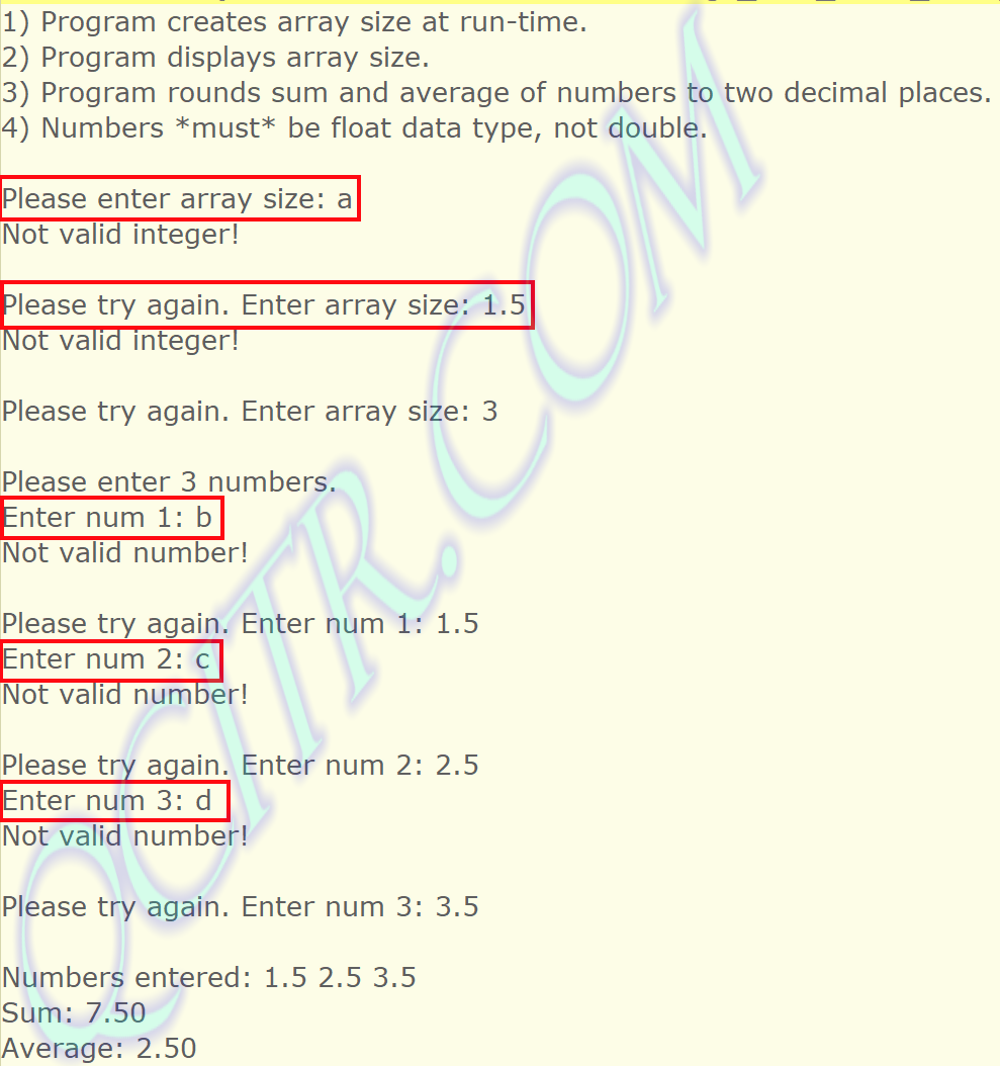 1) Program creates array size at run-time.
2) Program displays array size.
3) Program rounds sum and average of numbers to two decimal places.
4) Numbers *must* be float data type, not double.
Please enter array size: a
Not valid integer!
Please try again. Enter array size: 1.5
Not valid integer!
Please try again. Enter array size: 3
Please enter 3 numbers.
Enter num 1: b
Not valid number!
Please try again. Enter num 1: 1.5
Enter num 2: c
Not valid number!
Please try again. Enter num 2: 2.5
Enter num 3: d
Not valid number!
Please try again. Enter num 3: 3.5
Numbers entered: 1.5 2.5 3.5
Sum: 7.50
Average: 2.50
QCITR.COM